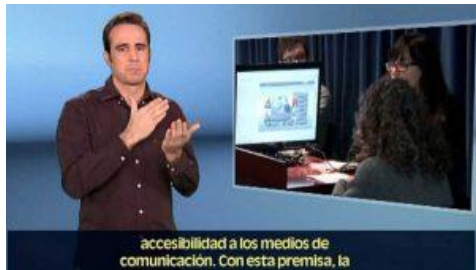 accesibilidad a los medios de
comunicación. Con esta premisa, la